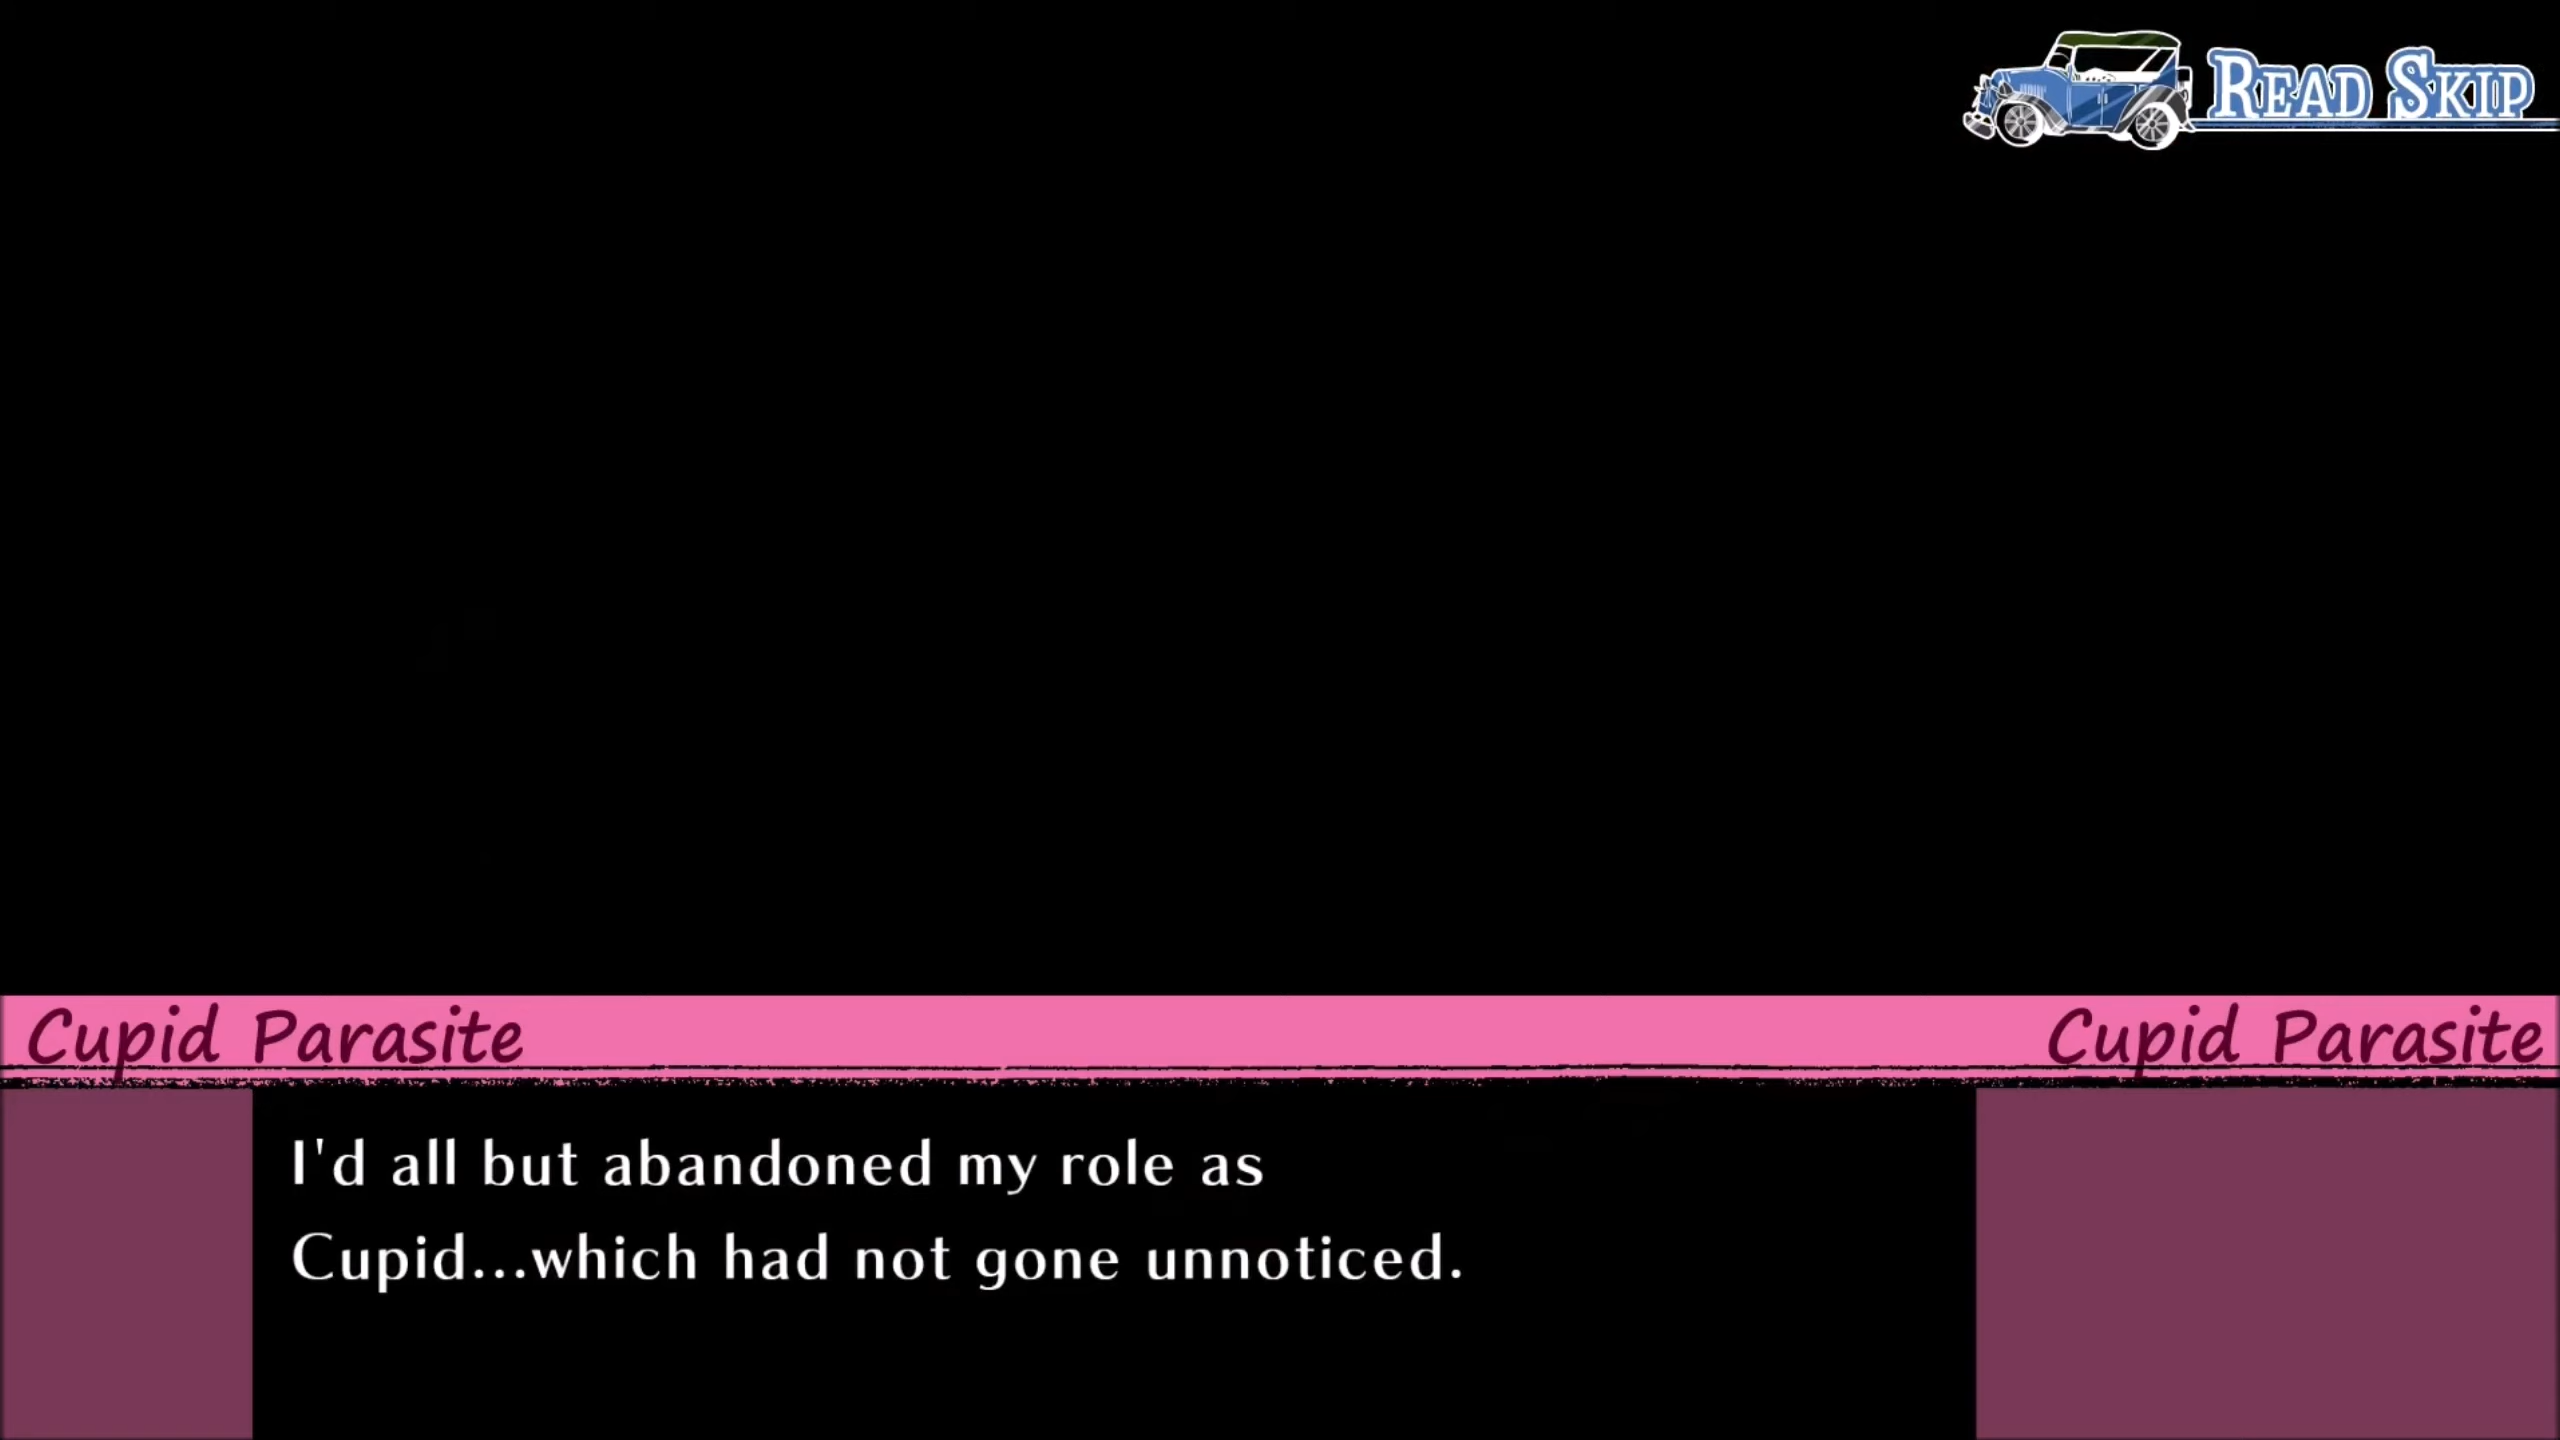 READ SKIP
Cupid Parasite
Cupid Parasite
I'd all but abandoned my role as
Cupid...which had not gone unnoticed.